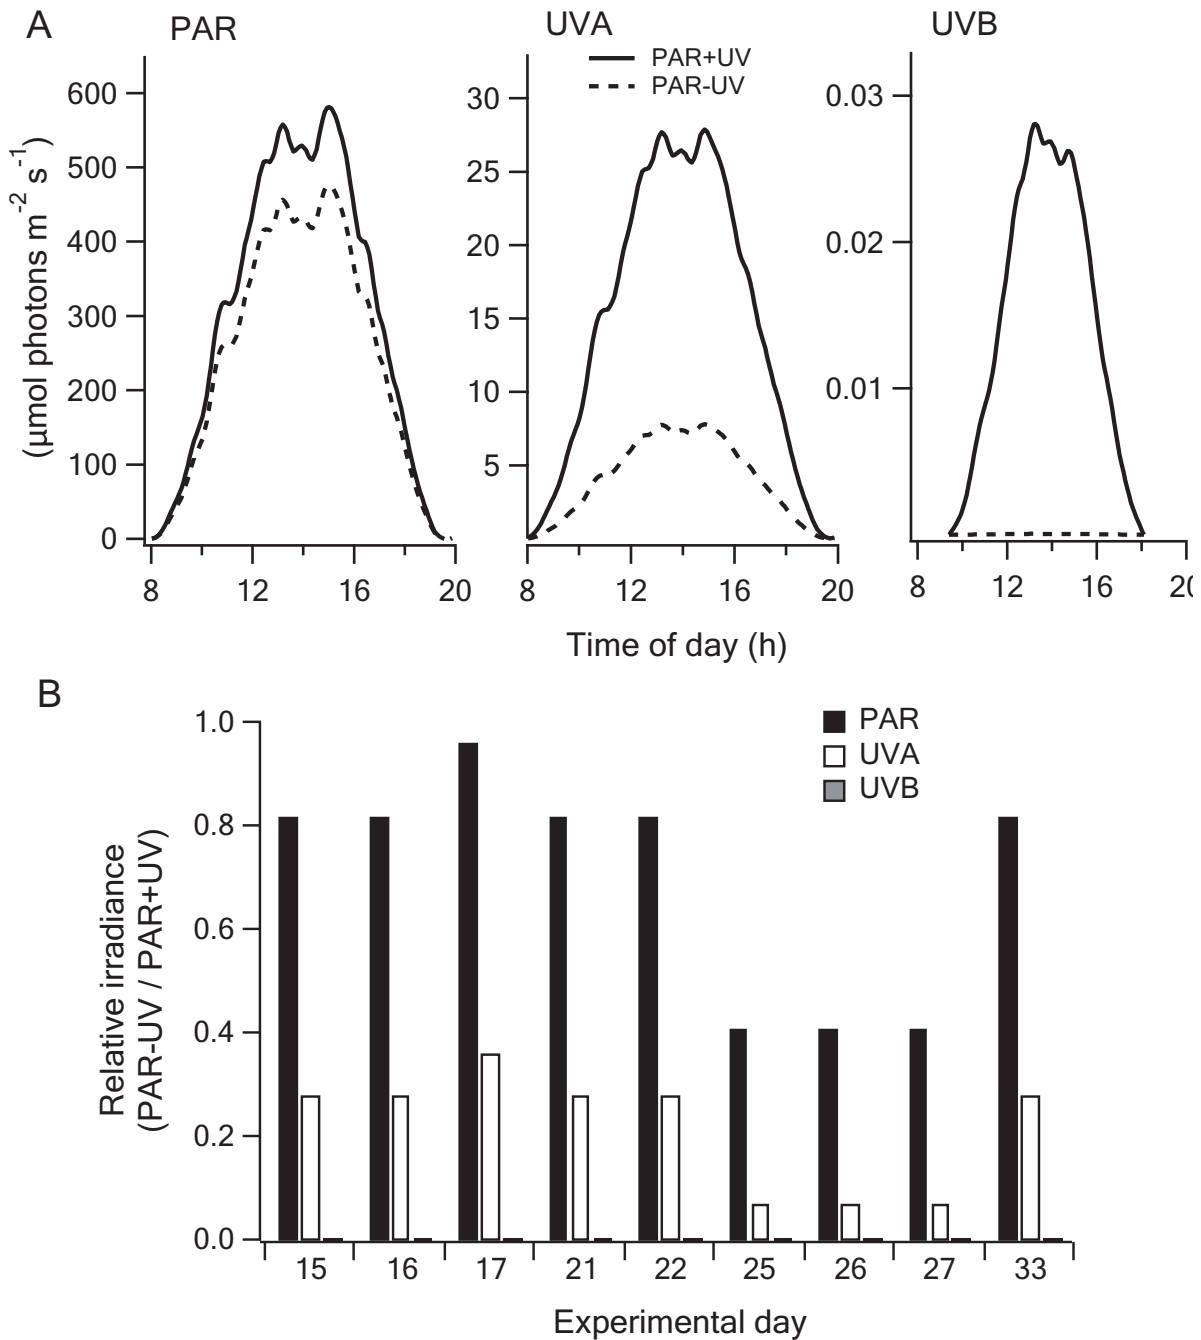 A
PAR
UVA
UVB
PAR+UV
PAR-UV
(µmol photons m-2 s-1)
600
500
400
300
200
100
0
30
25
20
15
10
5
0.03
0.02
0.01
8 12 16 20
8 12 16 20
8 12 16 20
Time of day (h)
B
PAR
UVA
UVB
Relative irradiance
(PAR-UV / PAR+UV)
1.0
0.8
0.6
0.4
0.2
0.0
15 16 17 21 22 25 26 27 33
Experimental day